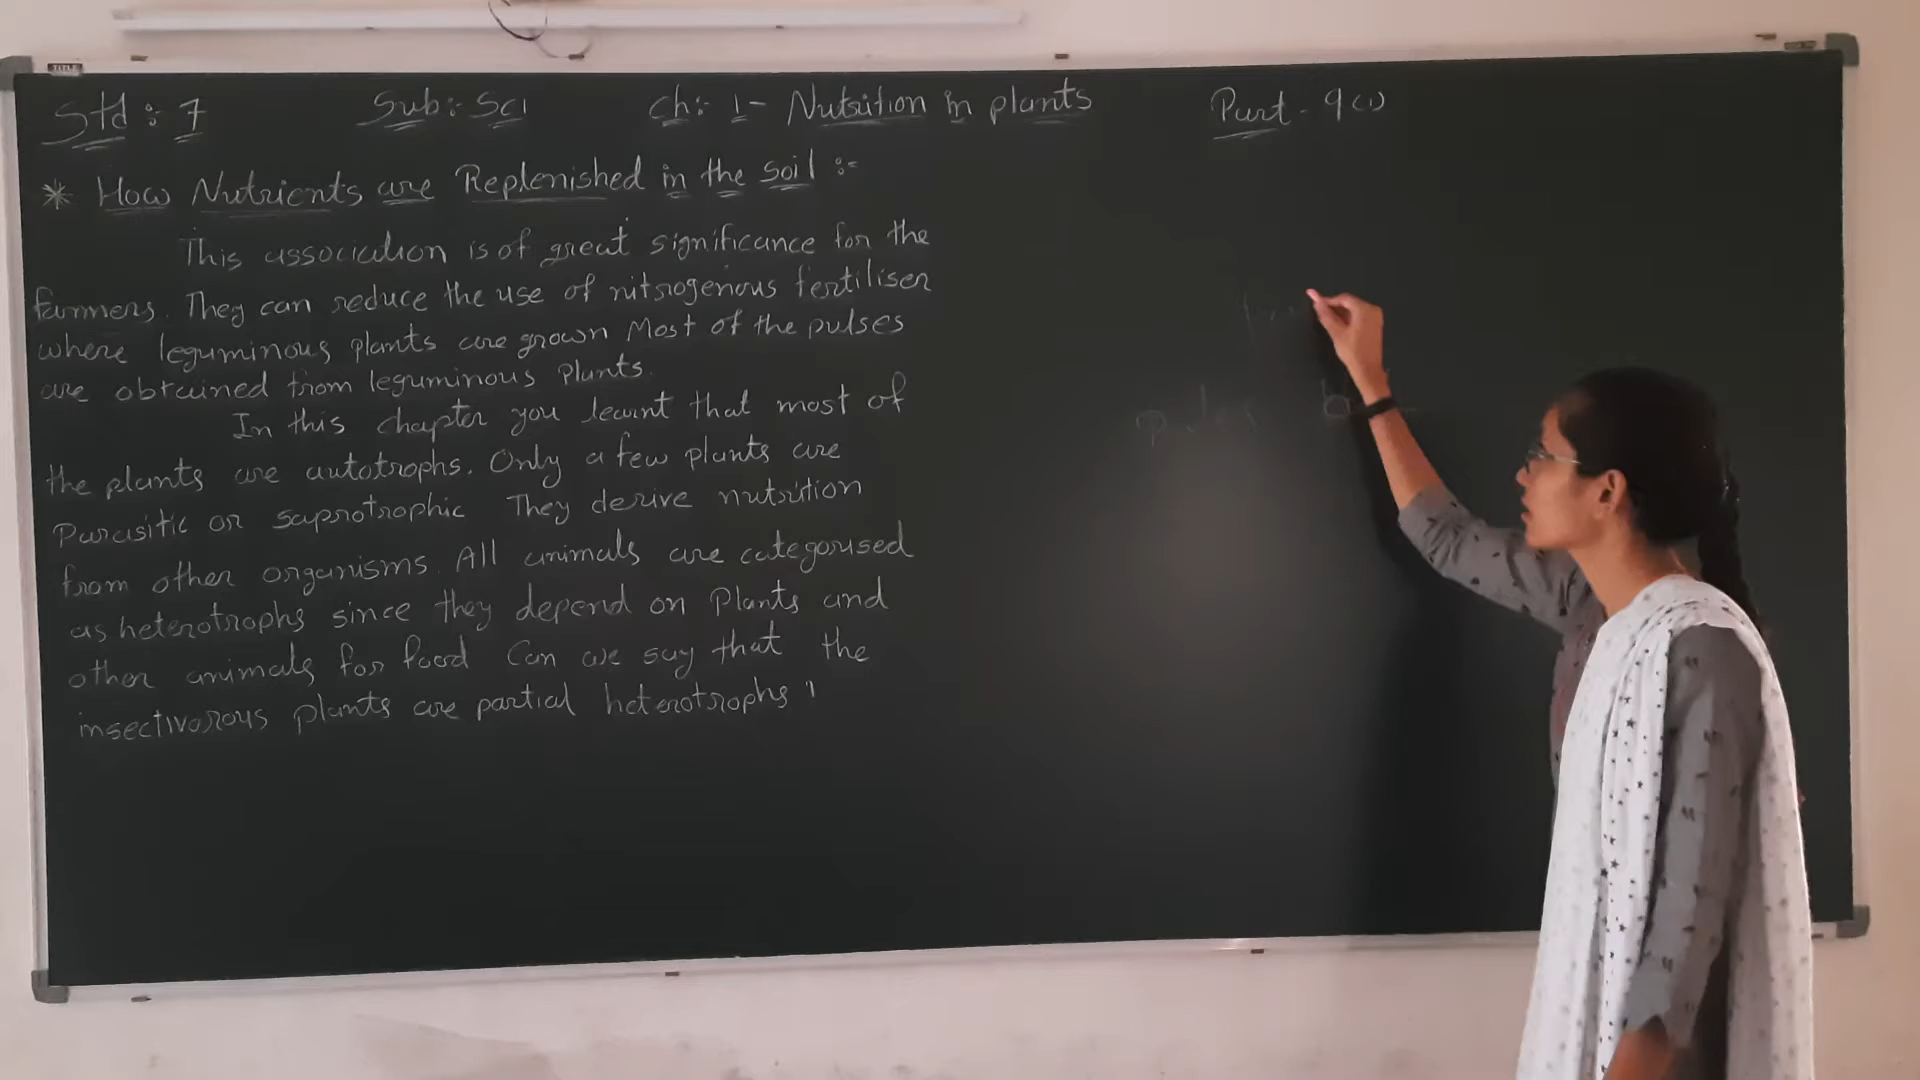 Std : 7 Sub :- Sci Ch :- 1 - Nutrition in plants Part - 9 (1)
* How Nutrients are Replenished in the soil :-
This association is of great significance for the
farmers. They can reduce the use of nitrogenous fertiliser
where leguminous plants are grown Most of the pulses
are obtained from leguminous plants.
In this chapter you learnt that most of
the plants are autotrophs. Only a few plants are
Parasitic or saprotrophic They derive nutrition
from other organisms. All animals are categorised
as heterotrophs since they depend on Plants and
other animals for food Can we say that the
insectivorous plants are partial heterotrophs